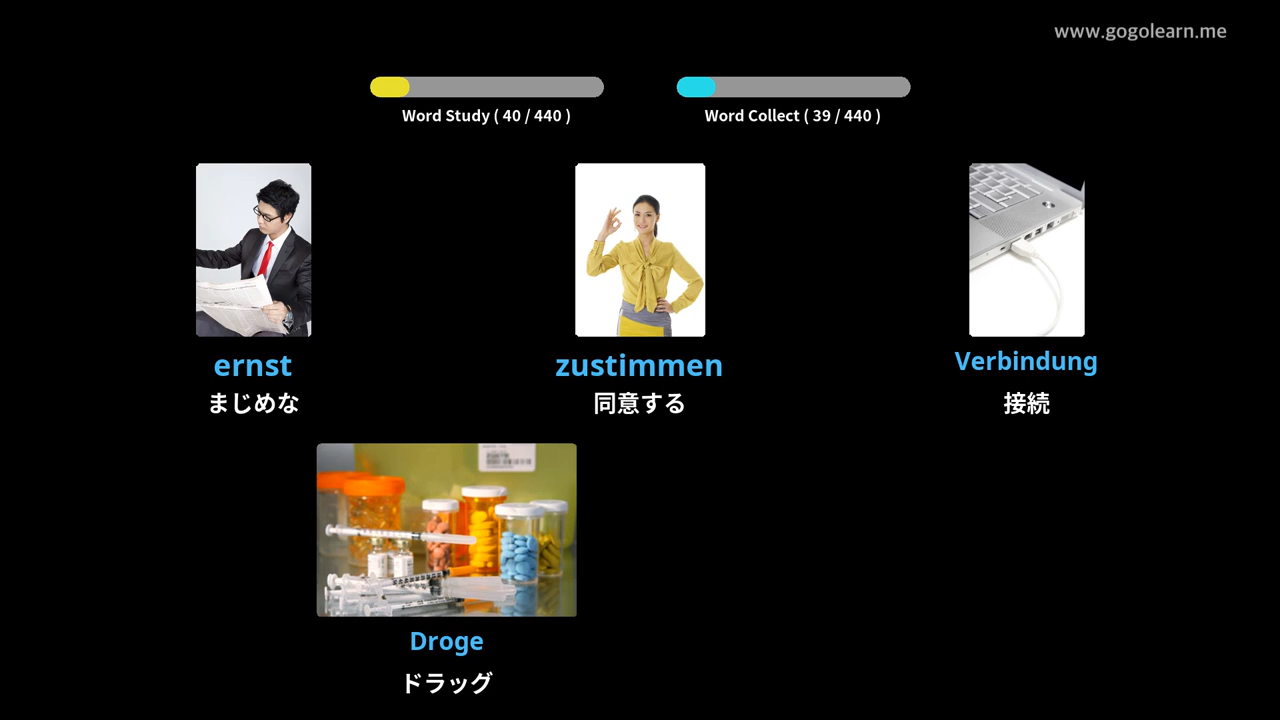 www.gogolearn.me
Word Study ( 40 / 440 )
Word Collect ( 39 / 440 )
ernst
まじめな
zustimmen
同意する
Verbindung
接続
Droge
ドラッグ